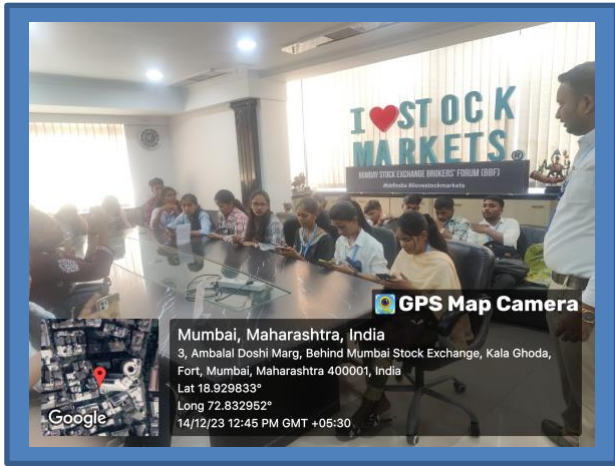 I ❤ STOCK
MARKETS®
BOMBAY STOCK EXCHANGE BROKERS' FORUM (BBF)
#bbfindia #ilovestockmarkets
GPS Map Camera
Mumbai, Maharashtra, India
3, Ambalal Doshi Marg, Behind Mumbai Stock Exchange, Kala Ghoda,
Fort, Mumbai, Maharashtra 400001, India
Lat 18.929833°
Long 72.832952°
14/12/23 12:45 PM GMT +05:30
Google